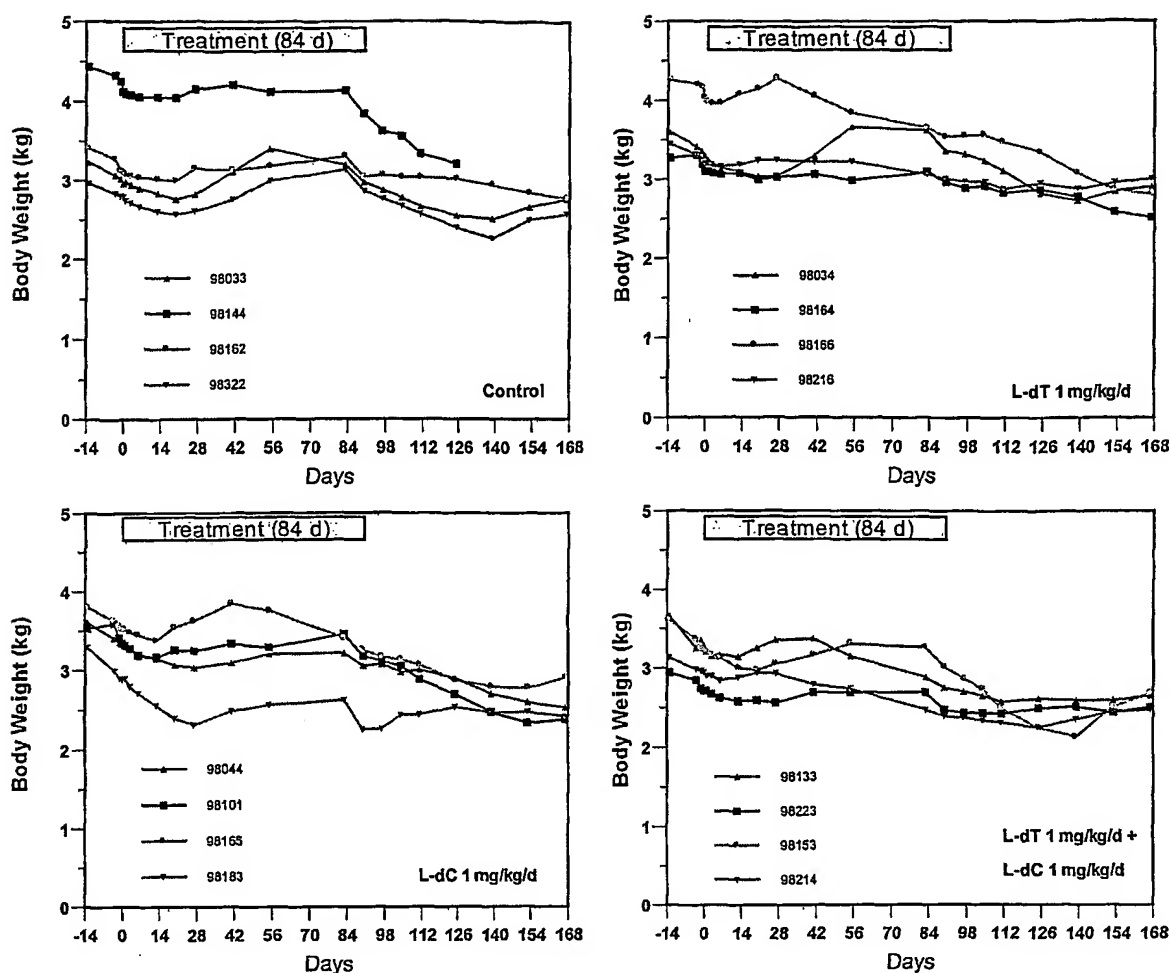 5
4
3
2
1
0
Body Weight (kg)
Treatment (84 d)
98033
98144
98162
98322
Control
-14 0 14 28 42 56 70 84 98 112 126 140 154 168
Days
5
4
3
2
1
0
Body Weight (kg)
Treatment (84 d)
98034
98164
98166
98216
L-dT 1 mg/kg/d
-14 0 14 28 42 56 70 84 98 112 126 140 154 168
Days
5
4
3
2
1
0
Body Weight (kg)
Treatment (84 d)
98044
98101
98165
98183
L-dC 1 mg/kg/d
-14 0 14 28 42 56 70 84 98 112 126 140 154 168
Days
5
4
3
2
1
0
Body Weight (kg)
Treatment (84 d)
98133
98223
98153
98214
L-dT 1 mg/kg/d +
L-dC 1 mg/kg/d
-14 0 14 28 42 56 70 84 98 112 126 140 154 168
Days